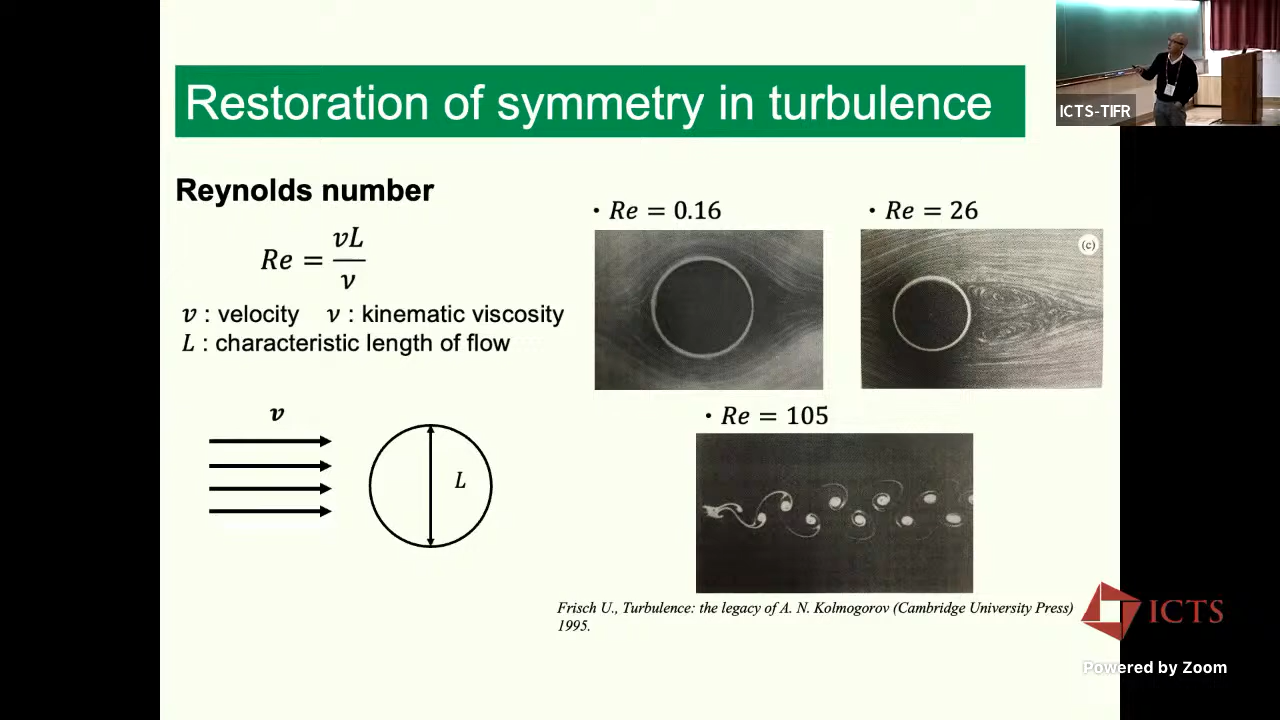 Restoration of symmetry in turbulence
ICTS-TIFR
Reynolds number
Re = vL/ν
v : velocity ν : kinematic viscosity
L : characteristic length of flow
v
L
• Re = 0.16
• Re = 26
(c)
• Re = 105
Frisch U., Turbulence: the legacy of A. N. Kolmogorov (Cambridge University Press)
1995.
ICTS
Powered by Zoom